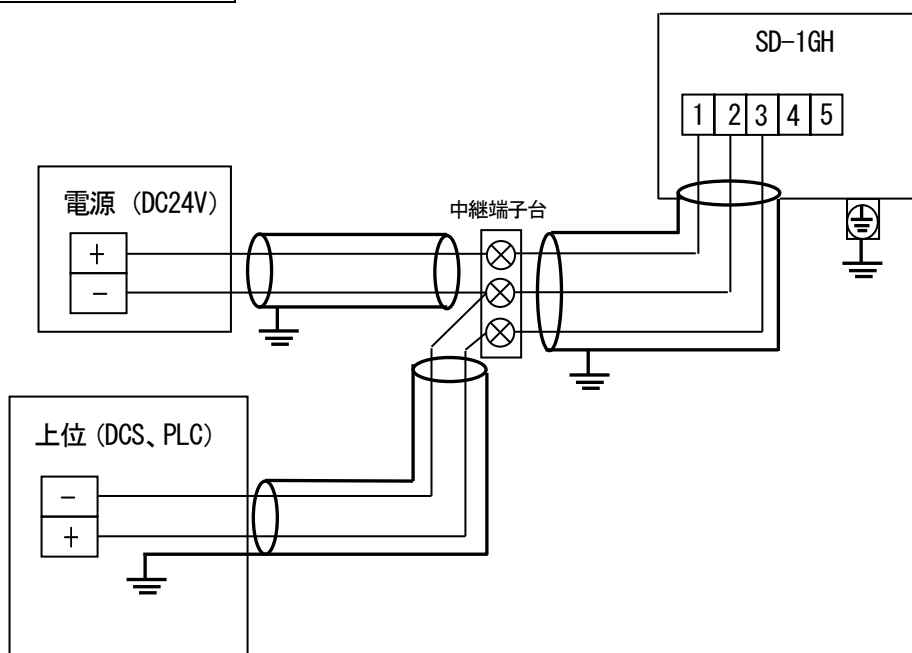 SD-1GH
1 2 3 4 5
電源 (DC24V)
+
-
中継端子台
上位 (DCS、PLC)
-
+